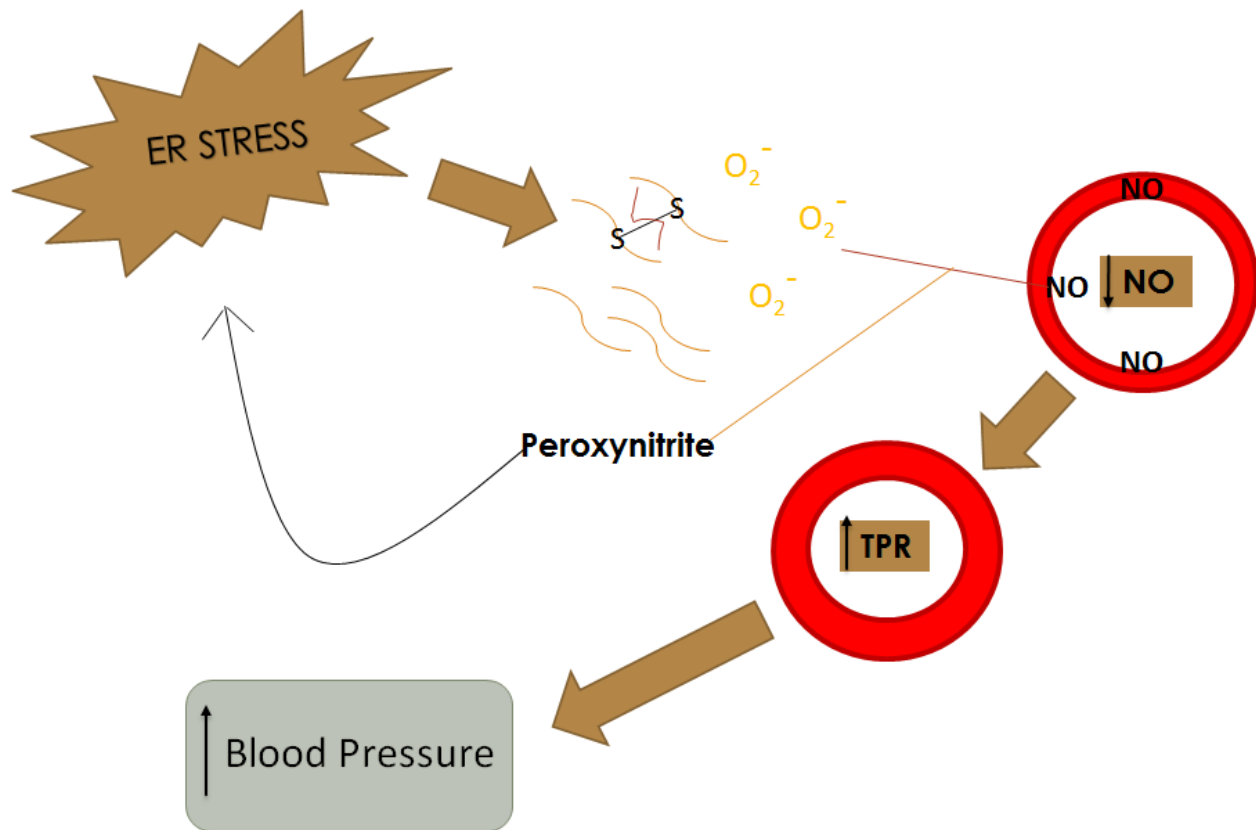 ER STRESS
O₂⁻
O₂⁻
O₂⁻
S
S
NO
NO
NO
↓ NO
Peroxynitrite
↑ TPR
↑ Blood Pressure